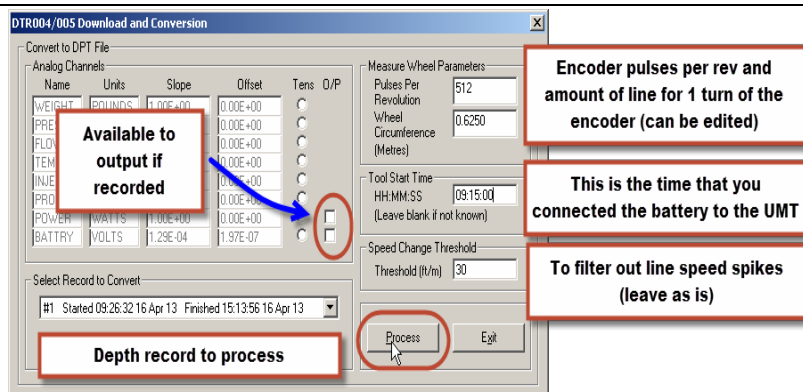 DTR004/005 Download and Conversion
Convert to DPT File
Analog Channels
Name Units Slope Offset Tens O/P
WEIGHT POUNDS 1.00E+00 0.00E+00
0.00E+00
0.00E+00
0.00E+00
0.00E+00
0.00E+00
POWER WATTS 1.00E+00 0.00E+00
BATTRY VOLTS 1.29E-04 1.97E-07
Available to
output if
recorded
Select Record to Convert
#1 Started 09:26:32 16 Apr 13 Finished 15:13:56 16 Apr 13
Depth record to process
Measure Wheel Parameters
Pulses Per
Revolution 512
Wheel
Circumference 0.6250
(Metres)
Tool Start Time
HH:MM:SS 09:15:00
(Leave blank if not known)
Speed Change Threshold
Threshold (ft/m) 30
Process Exit
Encoder pulses per rev and
amount of line for 1 turn of the
encoder (can be edited)
This is the time that you
connected the battery to the UMT
To filter out line speed spikes
(leave as is)